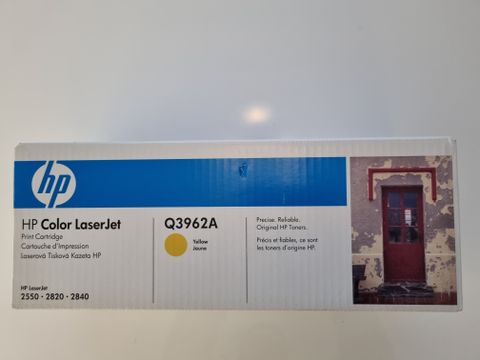 hp
HP Color LaserJet
Print Cartridge
Cartouche d'Impression
Laserová Tisková Kazeta HP
HP LaserJet
2550 • 2820 • 2840
Q3962A
Yellow
Jaune
Precise. Reliable.
Original HP Toners.
Précis et fiables, ce sont
les toners d'origine HP.